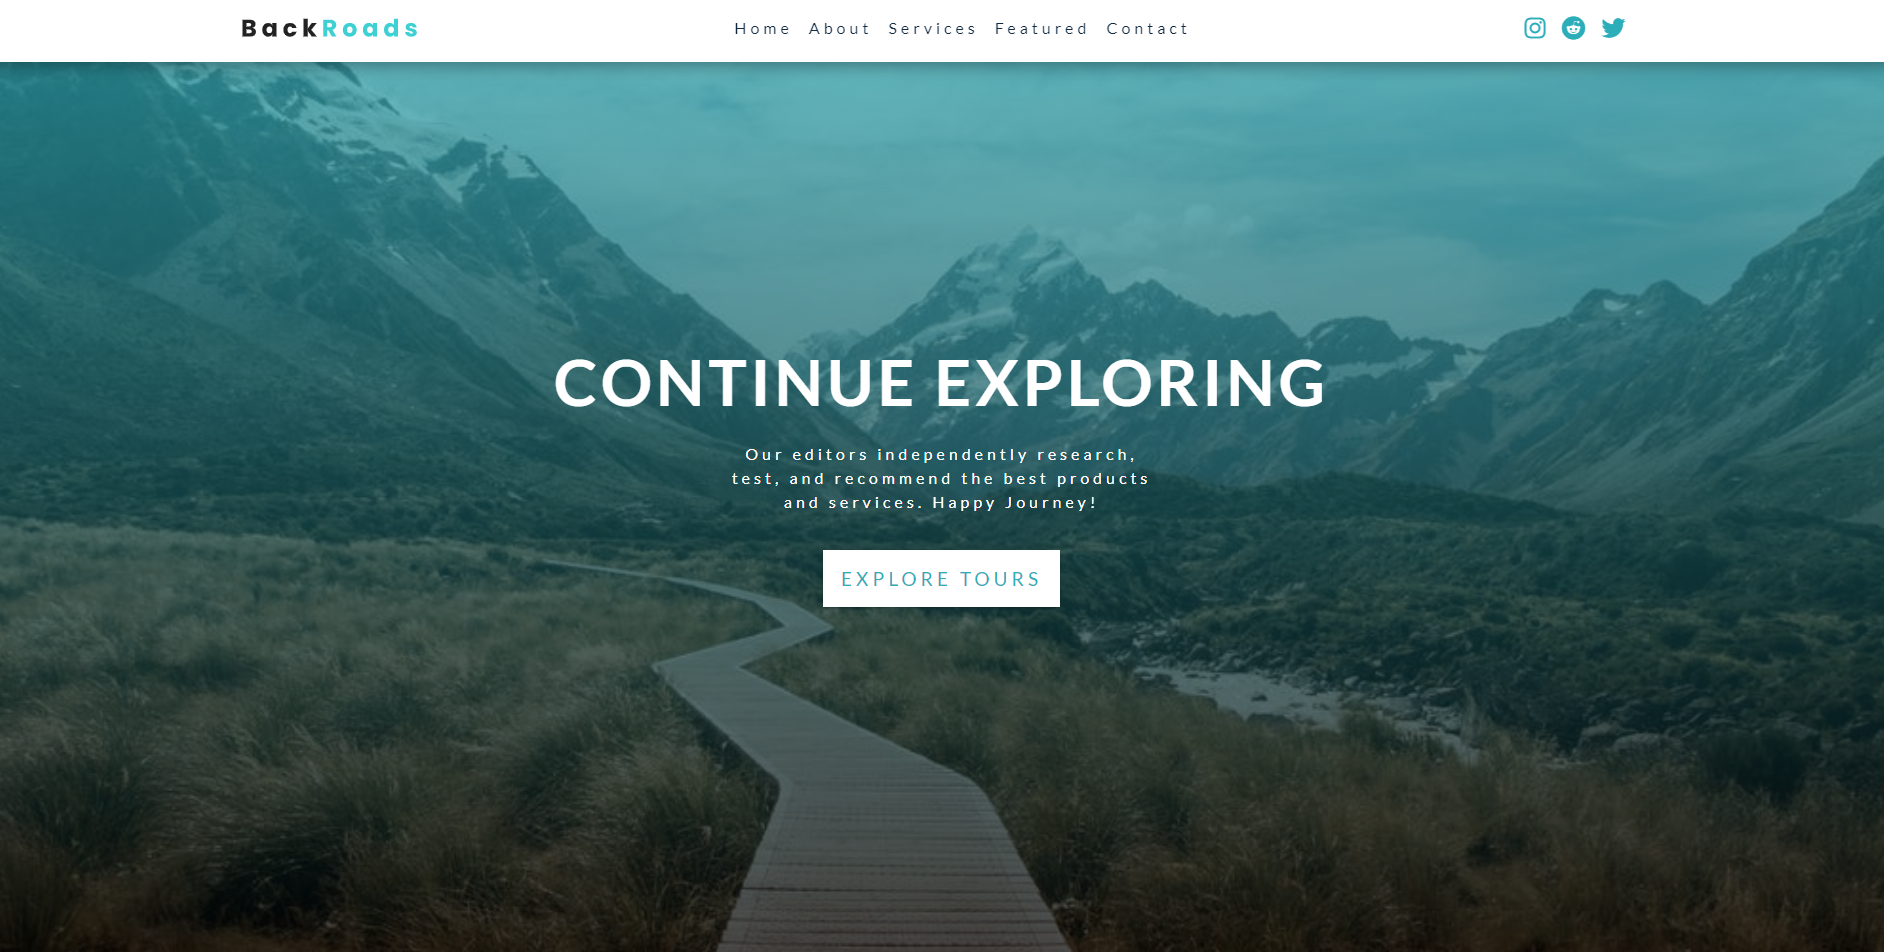 BackRoads
Home About Services Featured Contact
CONTINUE EXPLORING
Our editors independently research,
test, and recommend the best products
and services. Happy Journey!
EXPLORE TOURS